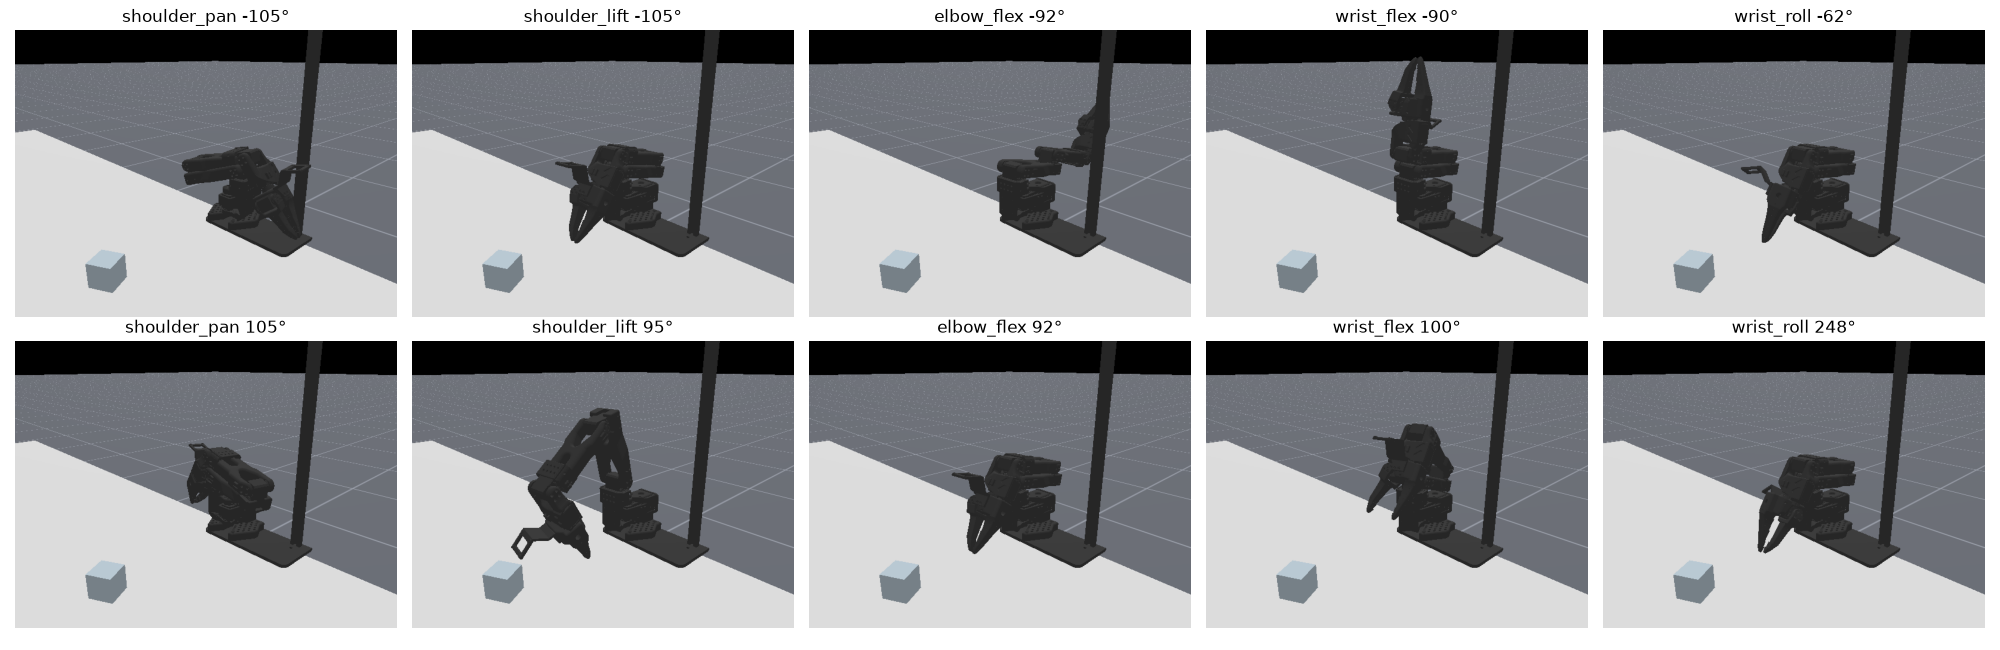 shoulder_pan -105°
shoulder_lift -105°
elbow_flex -92°
wrist_flex -90°
wrist_roll -62°
shoulder_pan 105°
shoulder_lift 95°
elbow_flex 92°
wrist_flex 100°
wrist_roll 248°